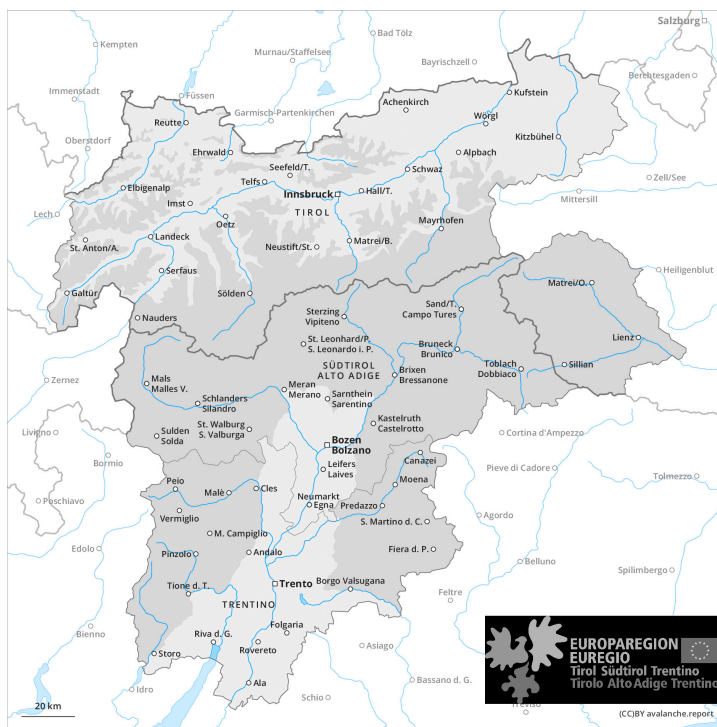 Salzburg
Kempten
Bad Tölz
Murnau/Staffelsee
Bayrischzell
Berchtesgaden
Immenstadt
Füssen
Kufstein
Achenkirch
Garmisch-Partenkirchen
Reutte
Wörgl
Oberstdorf
Kitzbühel
Ehrwald
Alpbach
Seefeld/T.
Schwaz
Telfs
Zell/See
Elbigenalp
Innsbruck
Hall/T.
Mittersill
Imst
TIROL
Lech
Oetz
Mayrhofen
Landeck
St. Anton/A.
Neustift/St.
Matrei/B.
Serfaus
Heiligenblut
Matrei/O.
Galtür
Sölden
Sand/T.
Campo Tures
Nauders
Sterzing
Vipiteno
Lienz
St. Leonhard/P.
S. Leonardo i. P.
Bruneck
Brunico
SÜDTIROL
ALTO ADIGE
Brixen
Bressanone
Toblach
Dobbiaco
Sillian
Zernez
Mals
Malles V.
Meran
Merano
Sarnthein
Sarentino
Schlanders
Silandro
St. Walburg
S. Valburga
Kastelruth
Castelrotto
Livigno
Sulden
Solda
Bozen
Bolzano
Cortina d'Ampezzo
Bormio
Canazei
Leifers
Laives
Pieve di Cadore
Tolmezzo
Peio
Malè
Cles
Moena
Poschiavo
Neumarkt
Egna
Predazzo
Vermiglio
S. Martino d. C.
Agordo
M. Campiglio
Edolo
Pinzolo
Andalo
Fiera d. P.
Belluno
Spilimbergo
Tione d. T.
Trento
Borgo Valsugana
Feltre
TRENTINO
Bienno
Folgaria
Riva d. G.
Rovereto
Storo
Asiago
EUROPAREGION
EUREGIO
Tirol Südtirol Trentino
Tirolo Alto Adige Trentino
Ala
Idro
Schio
Bassano d. G.
Treviso
20 km
(CC)BY avalanche.report